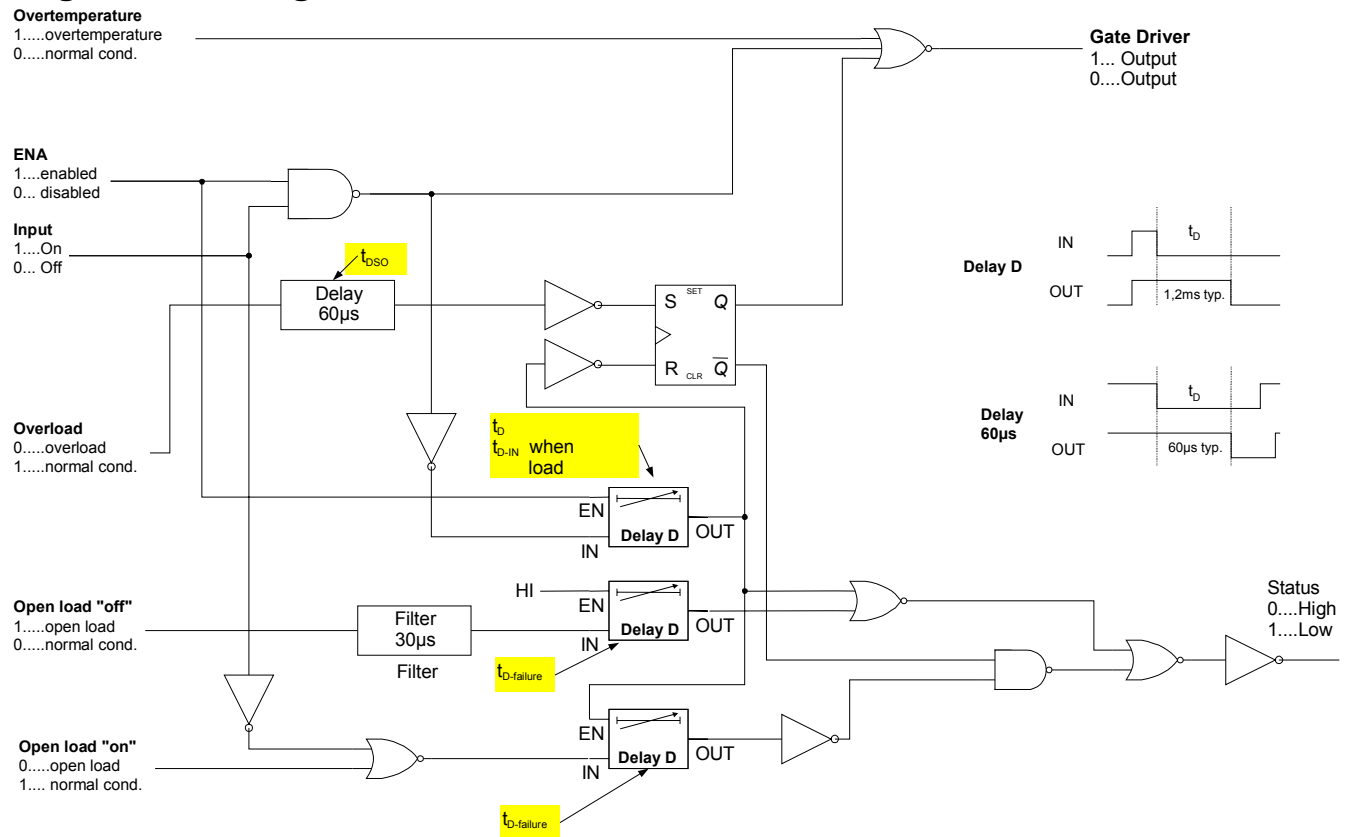 Overtemperature
1.....overtemperature
0.....normal cond.
Gate Driver
1... Output
0....Output
ENA
1....enabled
0... disabled
Input
1....On
0... Off
tDSO
Delay
60µs
S SET Q
R CLR Q̅
Delay D
IN
tD
OUT
1,2ms typ.
Delay
60µs
IN
tD
OUT
60µs typ.
Overload
0.....overload
1.....normal cond.
tD
tD-IN when
load
EN
Delay D
OUT
IN
HI
EN
Delay D
OUT
IN
Open load "off"
1.....open load
0.....normal cond.
Filter
30µs
Filter
tD-failure
Status
0....High
1....Low
Open load "on"
0.....open load
1.... normal cond.
EN
Delay D
OUT
IN
tD-failure